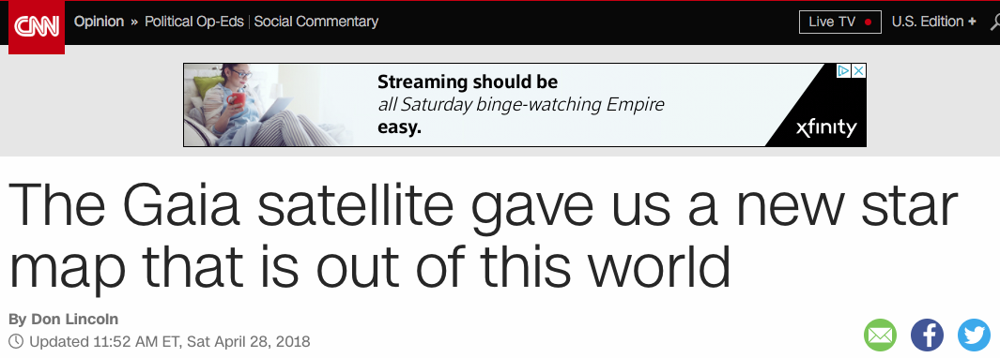 CNN Opinion » Political Op-Eds | Social Commentary Live TV U.S. Edition +
Streaming should be
all Saturday binge-watching Empire
easy.
xfinity
The Gaia satellite gave us a new star
map that is out of this world
By Don Lincoln
Updated 11:52 AM ET, Sat April 28, 2018